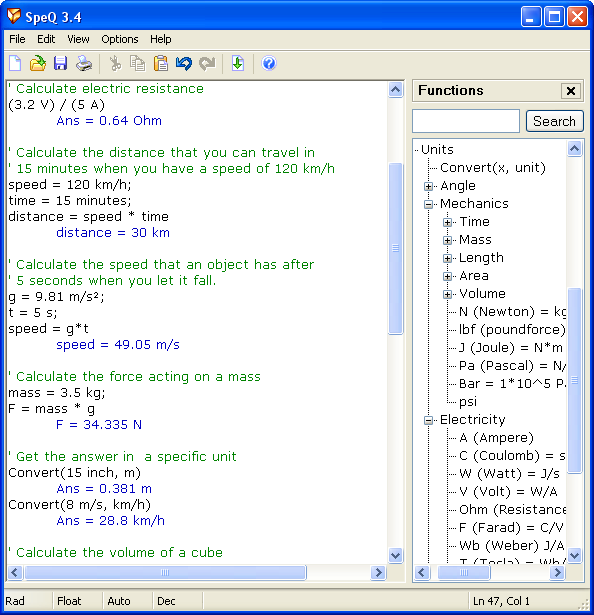 SpeQ 3.4
File Edit View Options Help
' Calculate electric resistance
(3.2 V) / (5 A)
Ans = 0.64 Ohm
' Calculate the distance that you can travel in
' 15 minutes when you have a speed of 120 km/h
speed = 120 km/h;
time = 15 minutes;
distance = speed * time
distance = 30 km
' Calculate the speed that an object has after
' 5 seconds when you let it fall.
g = 9.81 m/s²;
t = 5 s;
speed = g*t
speed = 49.05 m/s
' Calculate the force acting on a mass
mass = 3.5 kg;
F = mass * g
F = 34.335 N
' Get the answer in  a specific unit
Convert(15 inch, m)
Ans = 0.381 m
Convert(8 m/s, km/h)
Ans = 28.8 km/h
' Calculate the volume of a cube
Functions
Search
Units
Convert(x, unit)
Angle
Mechanics
Time
Mass
Length
Area
Volume
N (Newton) = kg
lbf (poundforce)
J (Joule) = N*m
Pa (Pascal) = N/
Bar = 1*10^5 P
psi
Electricity
A (Ampere)
C (Coulomb) = s
W (Watt) = J/s
V (Volt) = W/A
Ohm (Resistance
F (Farad) = C/V
Wb (Weber) J/A
T (Tesla) = Wb/
Rad Float Auto Dec Ln 47, Col 1